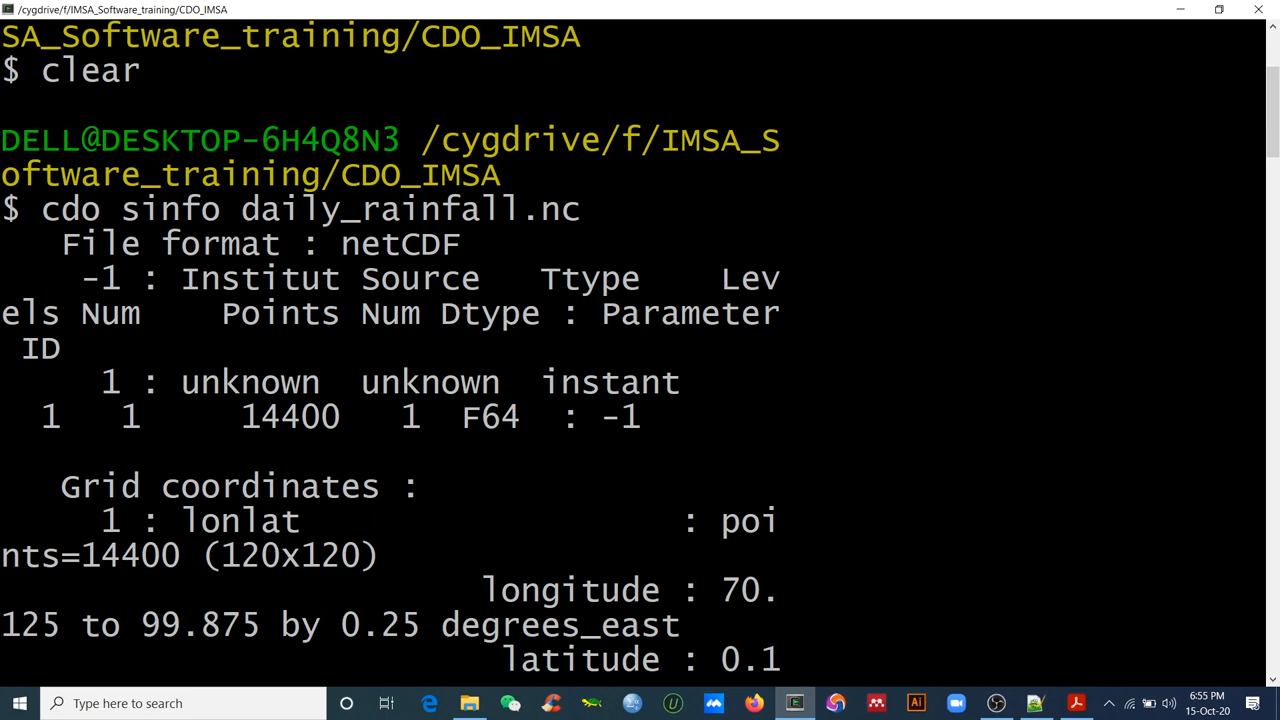 /cygdrive/f/IMSA_Software_training/CDO_IMSA
SA_Software_training/CDO_IMSA
$ clear
DELL@DESKTOP-6H4Q8N3 /cygdrive/f/IMSA_S
oftware_training/CDO_IMSA
$ cdo sinfo daily_rainfall.nc
File format : netCDF
-1 : Institut Source Ttype Lev
els Num Points Num Dtype : Parameter
ID
1 : unknown unknown instant
1 1 14400 1 F64 : -1
Grid coordinates :
1 : lonlat : poi
nts=14400 (120x120)
longitude : 70.
125 to 99.875 by 0.25 degrees_east
latitude : 0.1
Type here to search
6:55 PM
15-Oct-20